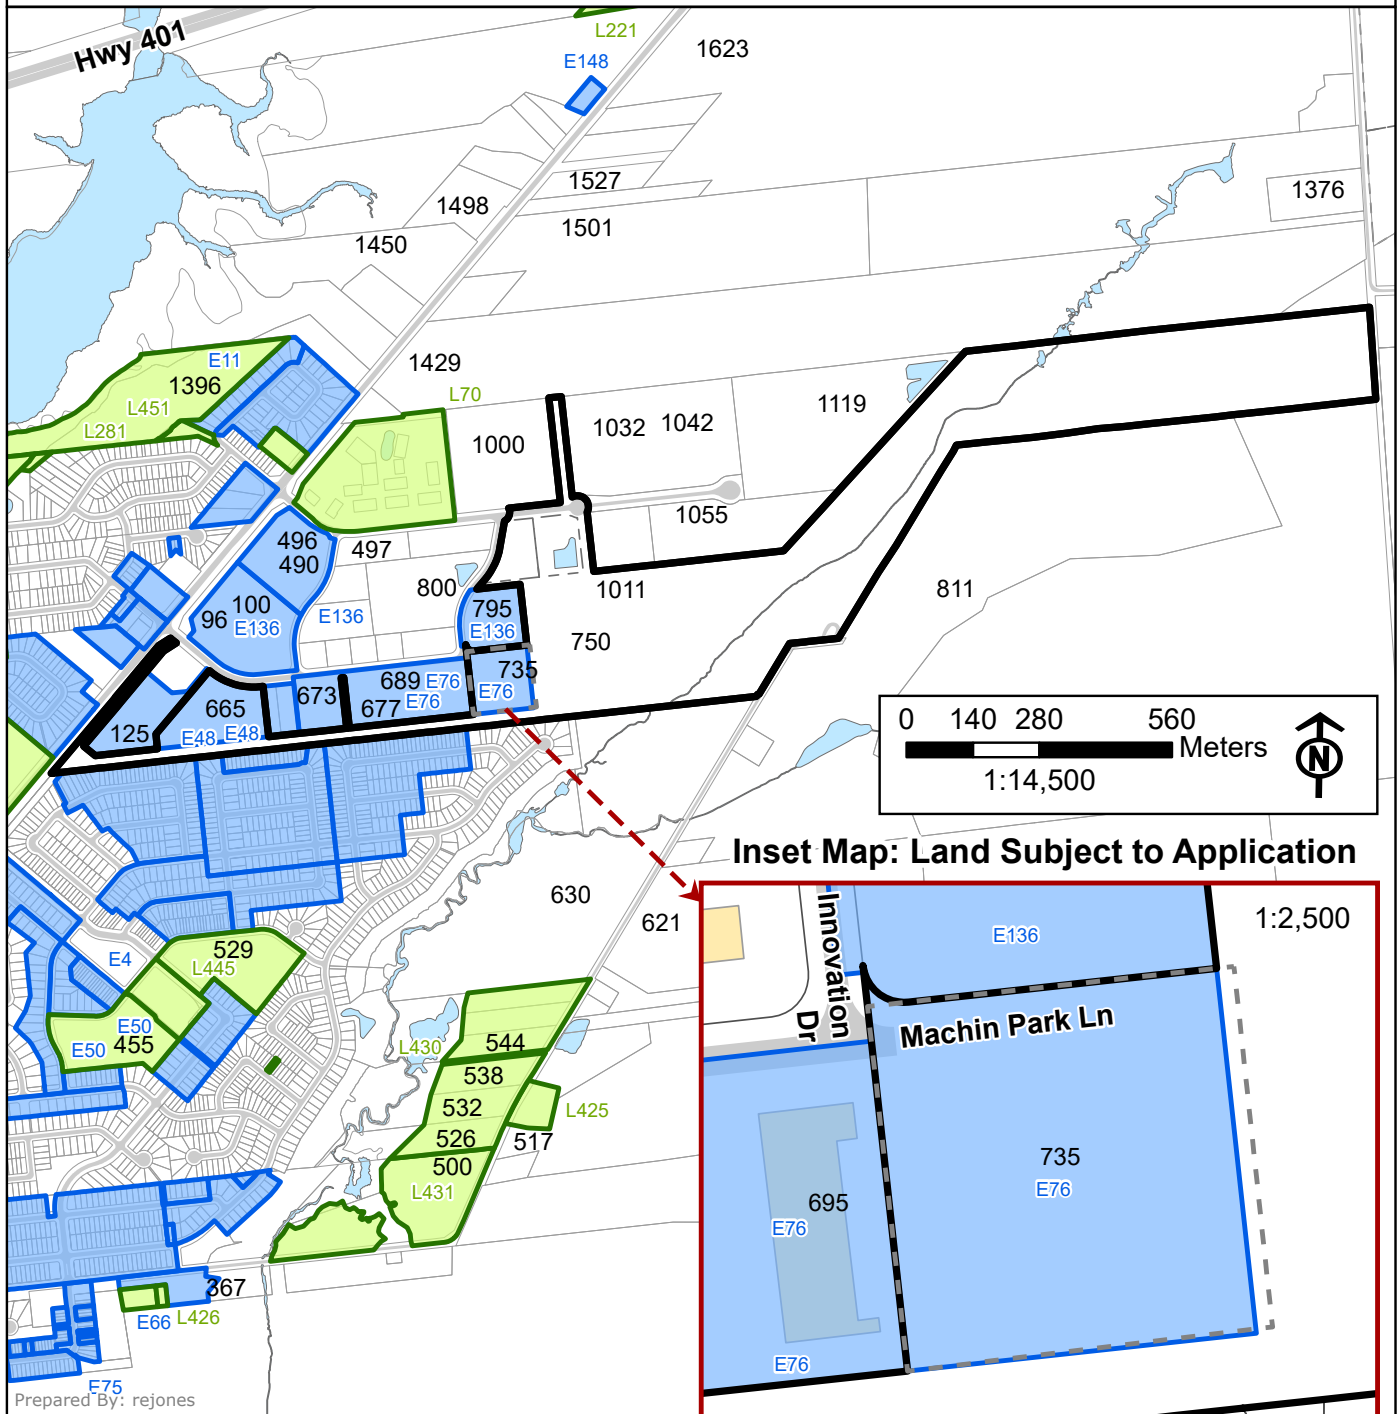 Hwy 401
L221
1623
E148
1527
1376
1498
1501
1450
1429
E11
1396
L451
L281
L70
1119
1032 1042
1000
1055
496
497
490
800
1011
811
795
100
96
E136
E136
E136
750
735
689 E76
673
E76
E76
677
665
125
E48 E48
0 140 280 560
Meters
1:14,500
N
Inset Map: Land Subject to Application
630
621
529
L445
E4
E50
E50 455
L430
544
538
532
L425
526
517
500
L431
367
E66 L426
E75
Prepared By: rejones
1:2,500
E136
Innovation
Dr
Machin Park Ln
735
E76
695
E76
E76